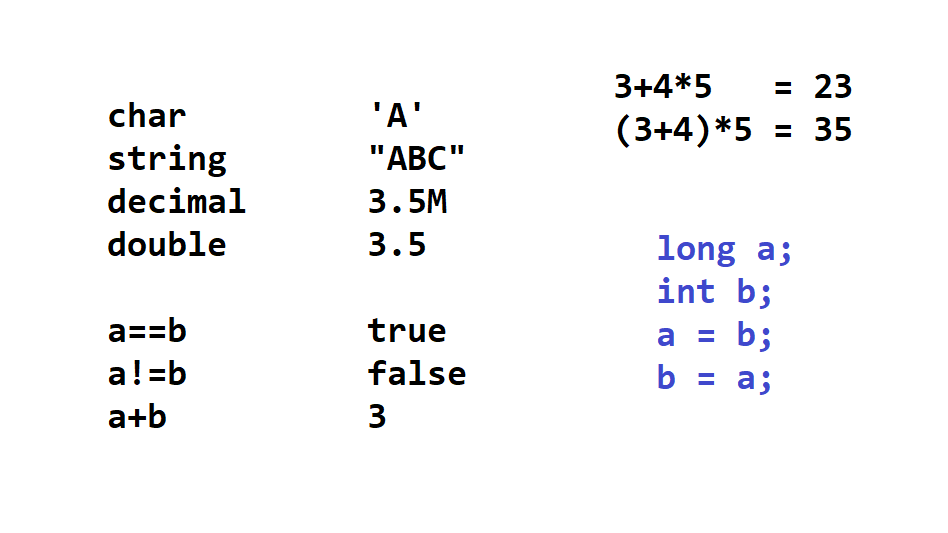 char 'A'
string "ABC"
decimal 3.5M
double 3.5
a==b true
a!=b false
a+b 3
3+4*5 = 23
(3+4)*5 = 35
long a;
int b;
a = b;
b = a;